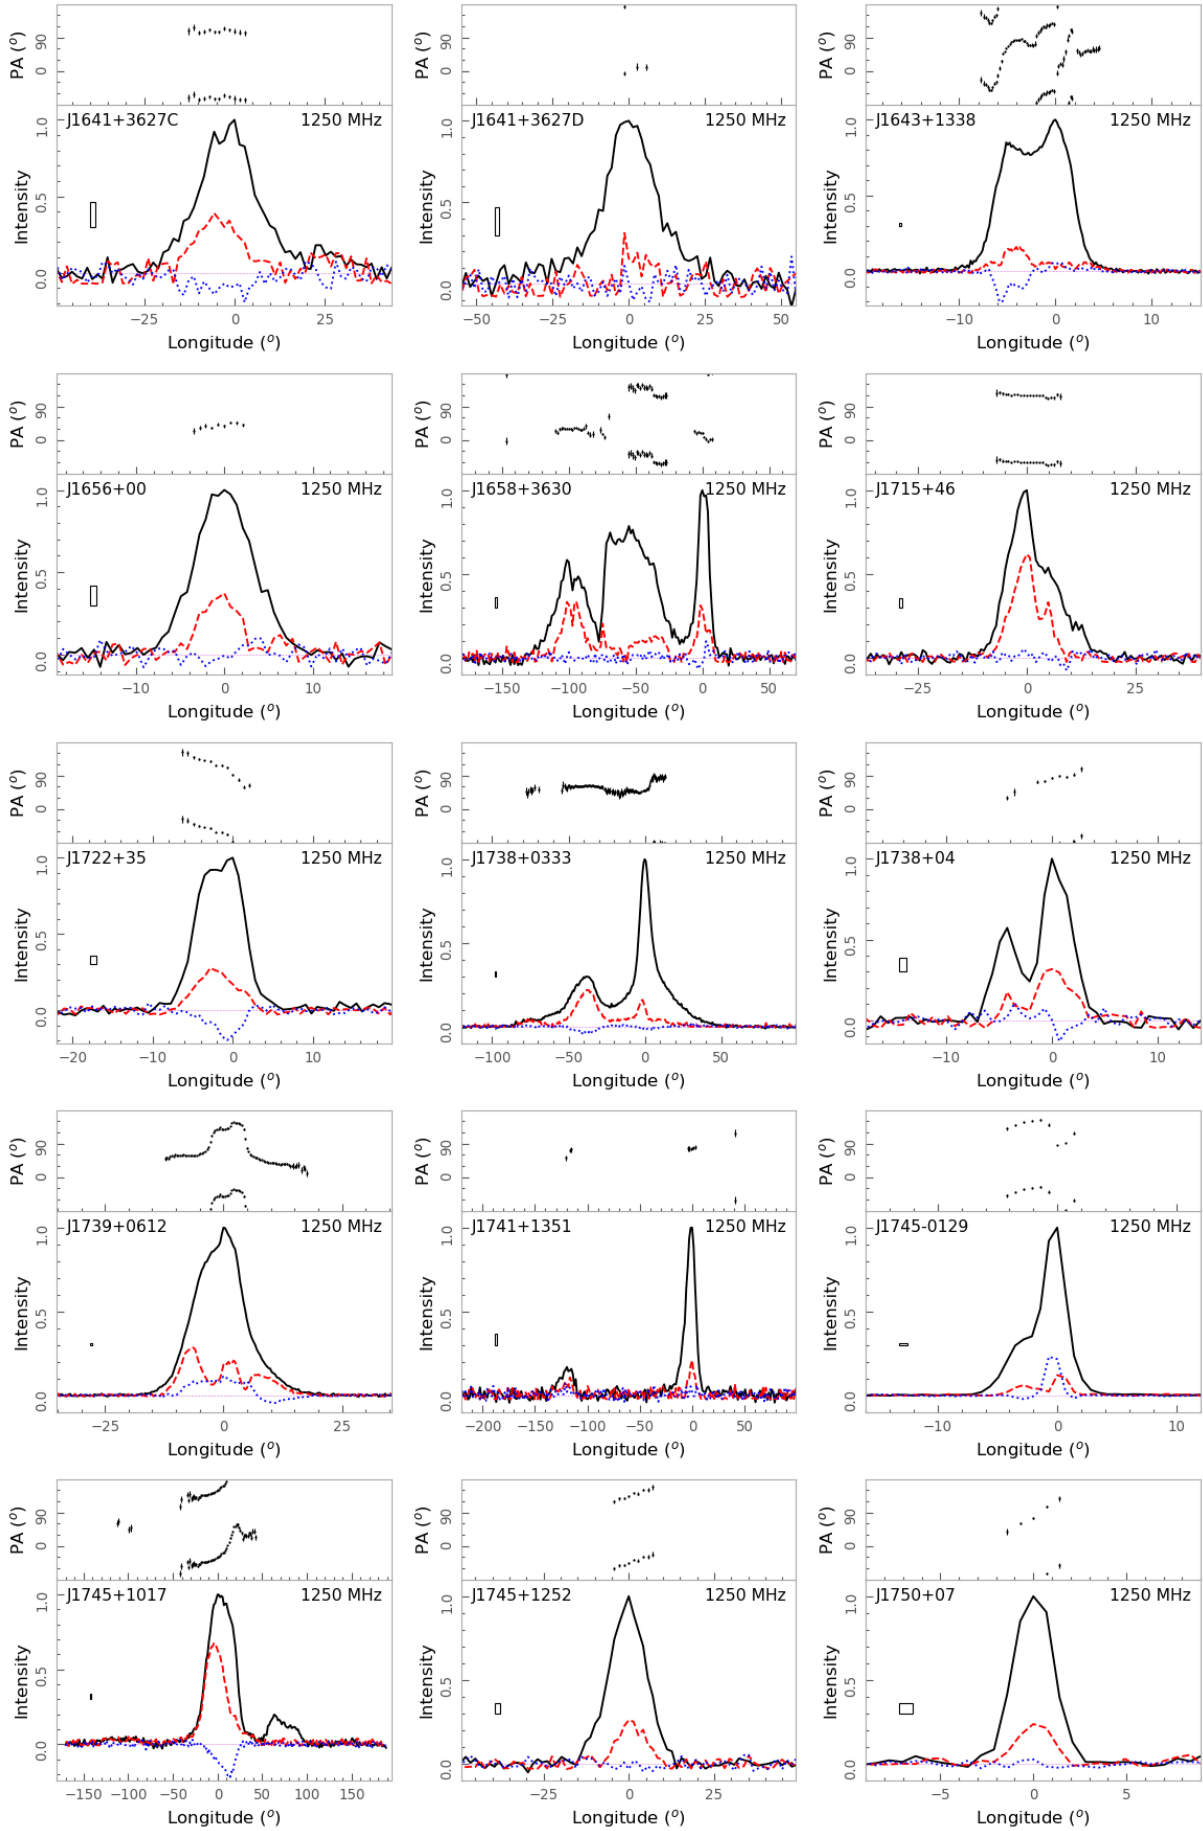 PA (°)
90
0
J1641+3627C 1250 MHz
Intensity
1.0
0.5
0.0
−25 0 25
Longitude (°)
PA (°)
90
0
J1641+3627D 1250 MHz
Intensity
1.0
0.5
0.0
−50 −25 0 25 50
Longitude (°)
PA (°)
90
0
J1643+1338 1250 MHz
Intensity
1.0
0.5
0.0
−10 0 10
Longitude (°)
PA (°)
90
0
J1656+00 1250 MHz
Intensity
1.0
0.5
0.0
−10 0 10
Longitude (°)
PA (°)
90
0
J1658+3630 1250 MHz
Intensity
1.0
0.5
0.0
−150 −100 −50 0 50
Longitude (°)
PA (°)
90
0
J1715+46 1250 MHz
Intensity
1.0
0.5
0.0
−25 0 25
Longitude (°)
PA (°)
90
0
J1722+35 1250 MHz
Intensity
1.0
0.5
0.0
−20 −10 0 10
Longitude (°)
PA (°)
90
0
J1738+0333 1250 MHz
Intensity
1.0
0.5
0.0
−100 −50 0 50
Longitude (°)
PA (°)
90
0
J1738+04 1250 MHz
Intensity
1.0
0.5
0.0
−10 0 10
Longitude (°)
PA (°)
90
0
J1739+0612 1250 MHz
Intensity
1.0
0.5
0.0
−25 0 25
Longitude (°)
PA (°)
90
0
J1741+1351 1250 MHz
Intensity
1.0
0.5
0.0
−200 −150 −100 −50 0 50
Longitude (°)
PA (°)
90
0
J1745-0129 1250 MHz
Intensity
1.0
0.5
0.0
−10 0 10
Longitude (°)
PA (°)
90
0
J1745+1017 1250 MHz
Intensity
1.0
0.5
0.0
−150 −100 −50 0 50 100 150
Longitude (°)
PA (°)
90
0
J1745+1252 1250 MHz
Intensity
1.0
0.5
0.0
−25 0 25
Longitude (°)
PA (°)
90
0
J1750+07 1250 MHz
Intensity
1.0
0.5
0.0
−5 0 5
Longitude (°)